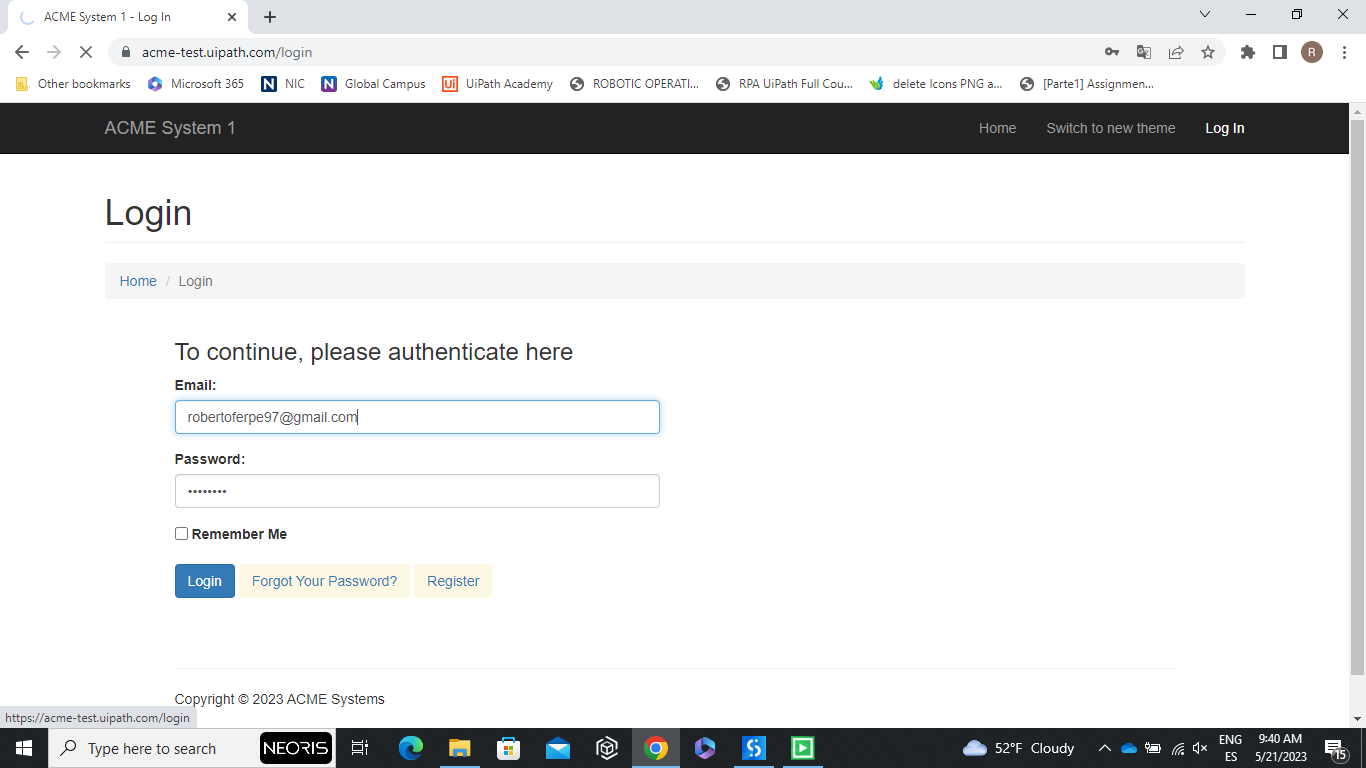 ACME System 1 - Log In
acme-test.uipath.com/login
R
Other bookmarks Microsoft 365 NIC Global Campus UiPath Academy ROBOTIC OPERATI... RPA UiPath Full Cou... delete Icons PNG a... [Parte1] Assignmen...
ACME System 1 Home Switch to new theme Log In
Login
Home / Login
To continue, please authenticate here
Email:
robertoferpe97@gmail.com
Password:
••••••••
Remember Me
Login Forgot Your Password? Register
Copyright © 2023 ACME Systems
https://acme-test.uipath.com/login
Type here to search NEORIS 52°F Cloudy
ENG 9:40 AM
ES 5/21/2023 15